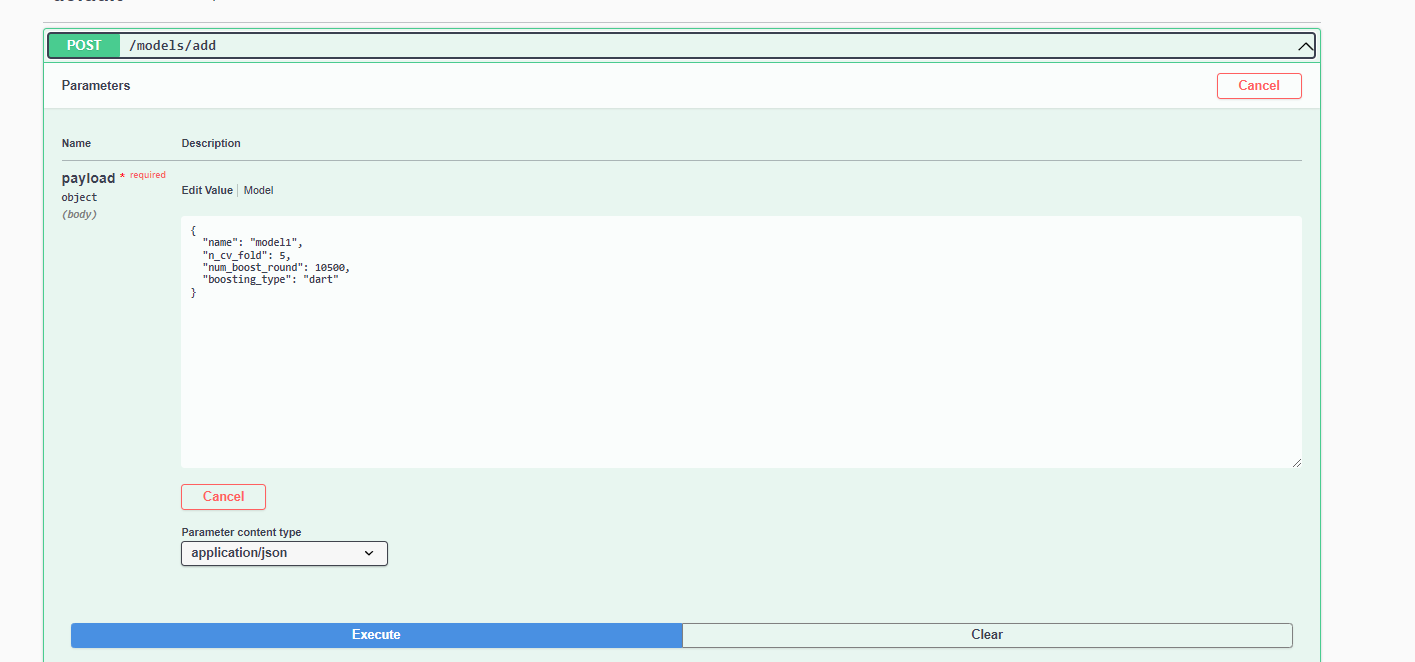 POST /models/add
Parameters
Cancel
Name Description
payload * required
object
(body)
Edit Value Model
{
  "name": "model1",
  "n_cv_fold": 5,
  "num_boost_round": 10500,
  "boosting_type": "dart"
}
Cancel
Parameter content type
application/json
Execute Clear